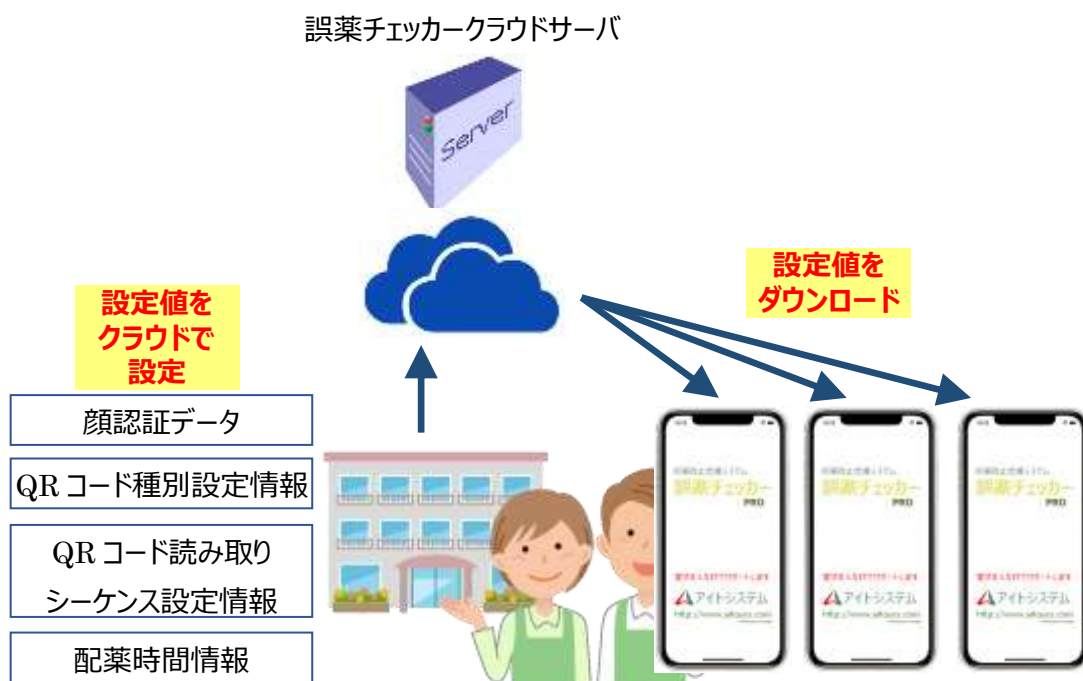 誤薬チェッカークラウドサーバ
Server
設定値を
クラウドで
設定
設定値を
ダウンロード
顔認証データ
QRコード種別設定情報
QRコード読み取り
シーケンス設定情報
配薬時間情報
誤薬チェッカー
PRO
アイトシステム
誤薬チェッカー
PRO
アイトシステム
誤薬チェッカー
PRO
アイトシステム